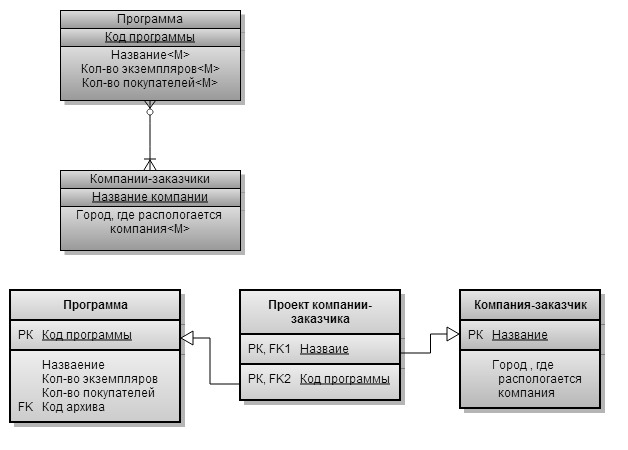 Программа
Код программы
Название<M>
Кол-во экземпляров<M>
Кол-во покупателей<M>
Компании-заказчики
Название компании
Город, где распологается
компания<M>
Программа
PK Код программы
Назваение
Кол-во экземпляров
Кол-во покупателей
FK Код архива
Проект компании-
заказчика
PK, FK1 Назваие
PK, FK2 Код программы
Компания-заказчик
PK Название
Город , где
распологается
компания